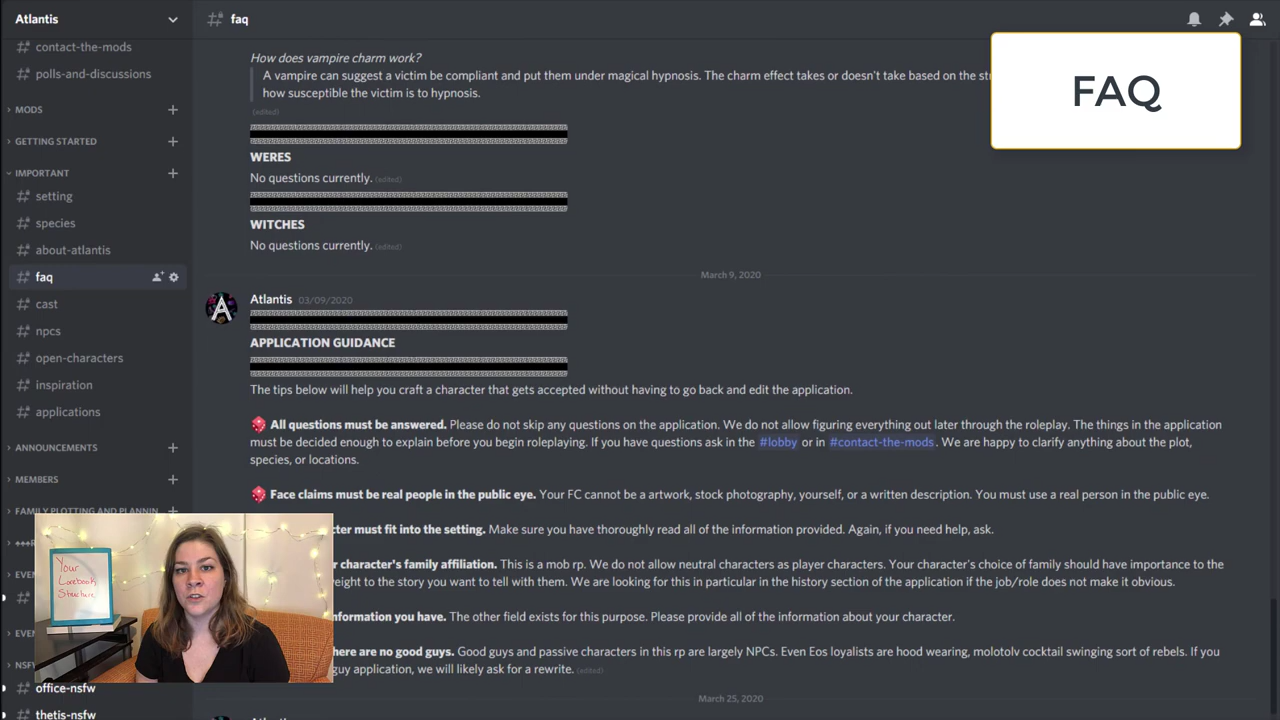 Atlantis
faq
contact-the-mods
polls-and-discussions
MODS
GETTING STARTED
IMPORTANT
setting
species
about-atlantis
faq
cast
npcs
open-characters
inspiration
applications
ANNOUNCEMENTS
MEMBERS
FAMILY PLOTTING AND PLANNIN
EVEN
EVE
NSF
office-nsfw
thetis-nsfw
How does vampire charm work?
A vampire can suggest a victim be compliant and put them under magical hypnosis. The charm effect takes or doesn't take based on the
how susceptible the victim is to hypnosis.
(edited)
WERES
No questions currently. (edited)
WITCHES
No questions currently. (edited)
March 9, 2020
Atlantis 03/09/2020
APPLICATION GUIDANCE
The tips below will help you craft a character that gets accepted without having to go back and edit the application.
All questions must be answered. Please do not skip any questions on the application. We do not allow figuring everything out later through the roleplay. The things in the application
must be decided enough to explain before you begin roleplaying. If you have questions ask in the #lobby or in #contact-the-mods. We are happy to clarify anything about the plot,
species, or locations.
Face claims must be real people in the public eye. Your FC cannot be a artwork, stock photography, yourself, or a written description. You must use a real person in the public eye.
cter must fit into the setting. Make sure you have thoroughly read all of the information provided. Again, if you need help, ask.
r character's family affiliation. This is a mob rp. We do not allow neutral characters as player characters. Your character's choice of family should have importance to the
eight to the story you want to tell with them. We are looking for this in particular in the history section of the application if the job/role does not make it obvious.
nformation you have. The other field exists for this purpose. Please provide all of the information about your character.
here are no good guys. Good guys and passive characters in this rp are largely NPCs. Even Eos loyalists are hood wearing, molotolv cocktail swinging sort of rebels. If you
guy application, we will likely ask for a rewrite. (edited)
March 25, 2020
FAQ
Your
Lorebook
Structure